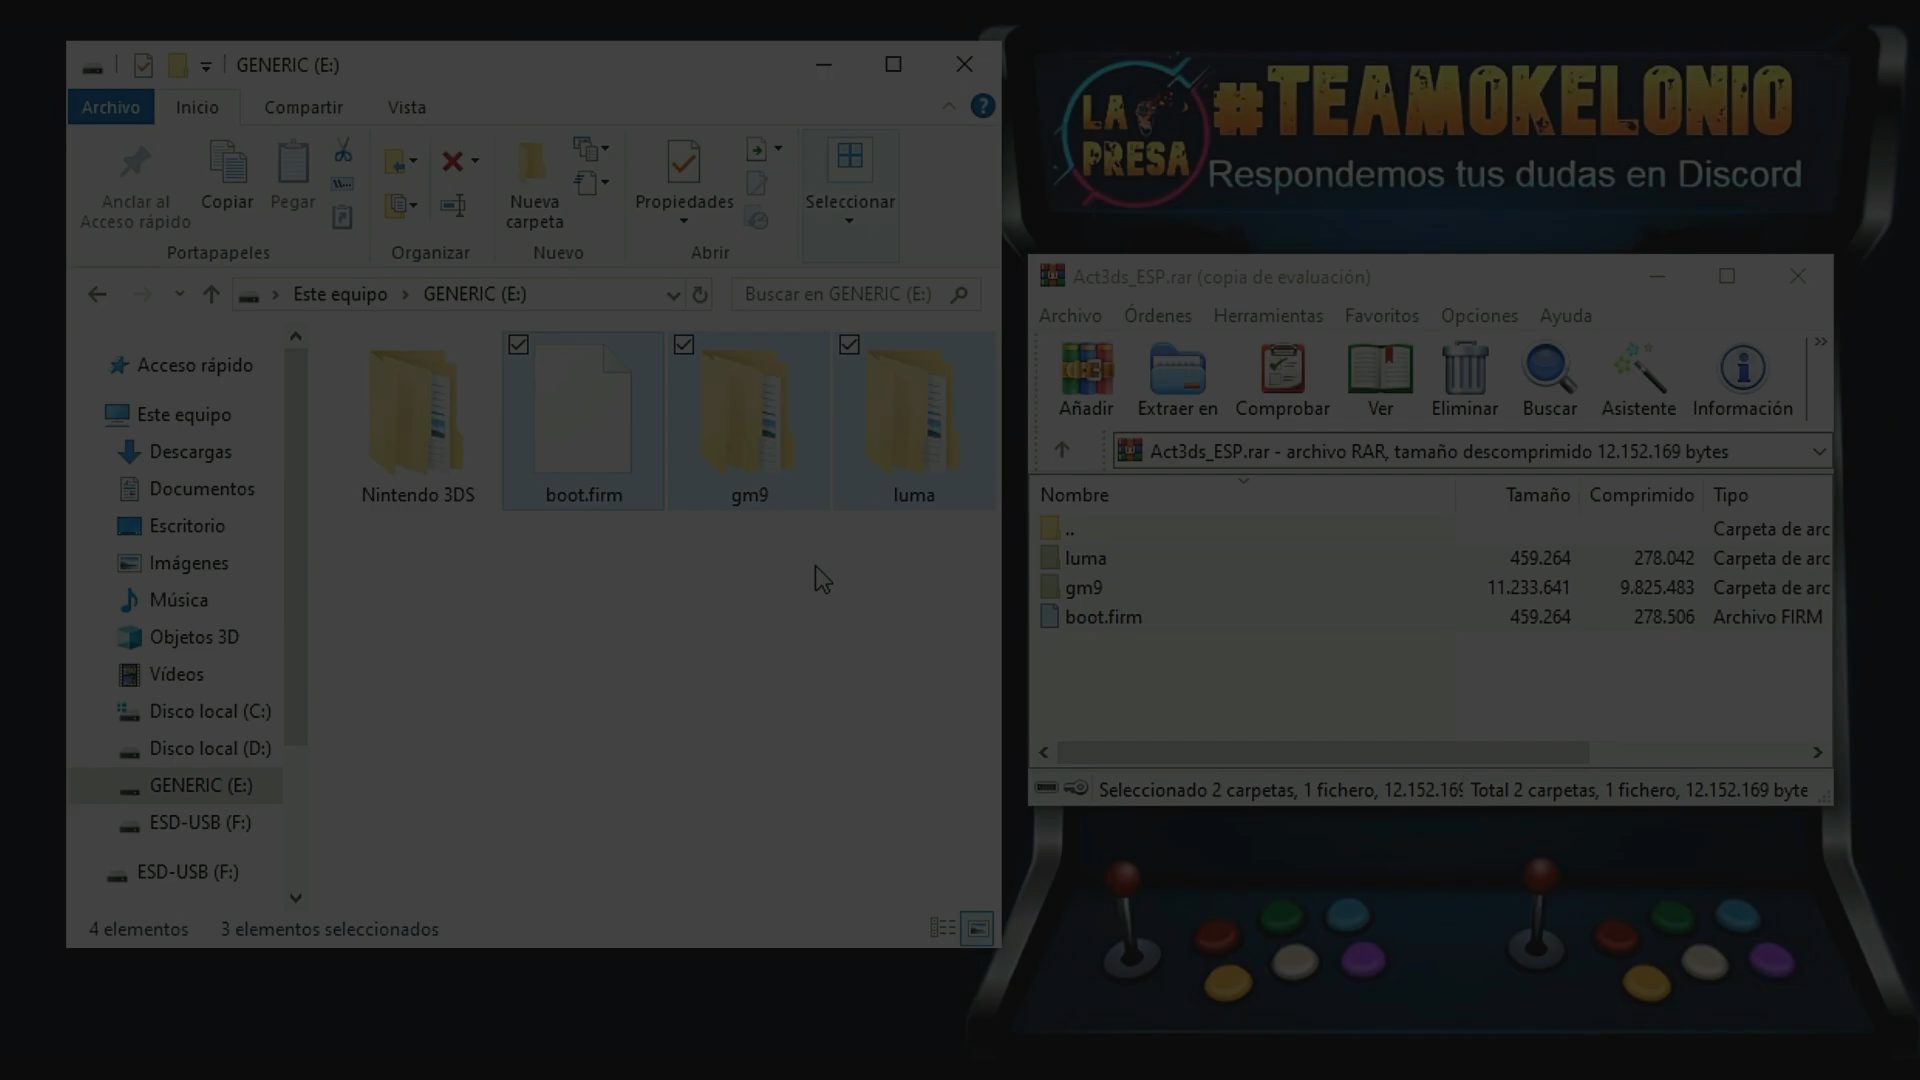 GENERIC (E:)
Archivo
Inicio
Compartir
Vista
Anclar al
Acceso rápido
Copiar
Pegar
Nueva
carpeta
Propiedades
Seleccionar
Portapapeles
Organizar
Nuevo
Abrir
Este equipo
GENERIC (E:)
Buscar en GENERIC (E:)
Acceso rápido
Este equipo
Descargas
Documentos
Escritorio
Imágenes
Música
Objetos 3D
Vídeos
Disco local (C:)
Disco local (D:)
GENERIC (E:)
ESD-USB (F:)
ESD-USB (F:)
Nintendo 3DS
boot.firm
gm9
luma
4 elementos
3 elementos seleccionados
LA
PRESA
#TEAMOKELONIO
Respondemos tus dudas en Discord
Act3ds_ESP.rar (copia de evaluación)
Archivo
Órdenes
Herramientas
Favoritos
Opciones
Ayuda
Añadir
Extraer en
Comprobar
Ver
Eliminar
Buscar
Asistente
Información
Act3ds_ESP.rar - archivo RAR, tamaño descomprimido 12.152.169 bytes
Nombre Tamaño Comprimido Tipo
.. Carpeta de arc
luma 459.264 278.042 Carpeta de arc
gm9 11.233.641 9.825.483 Carpeta de arc
boot.firm 459.264 278.506 Archivo FIRM
Seleccionado 2 carpetas, 1 fichero, 12.152.169
Total 2 carpetas, 1 fichero, 12.152.169 byte